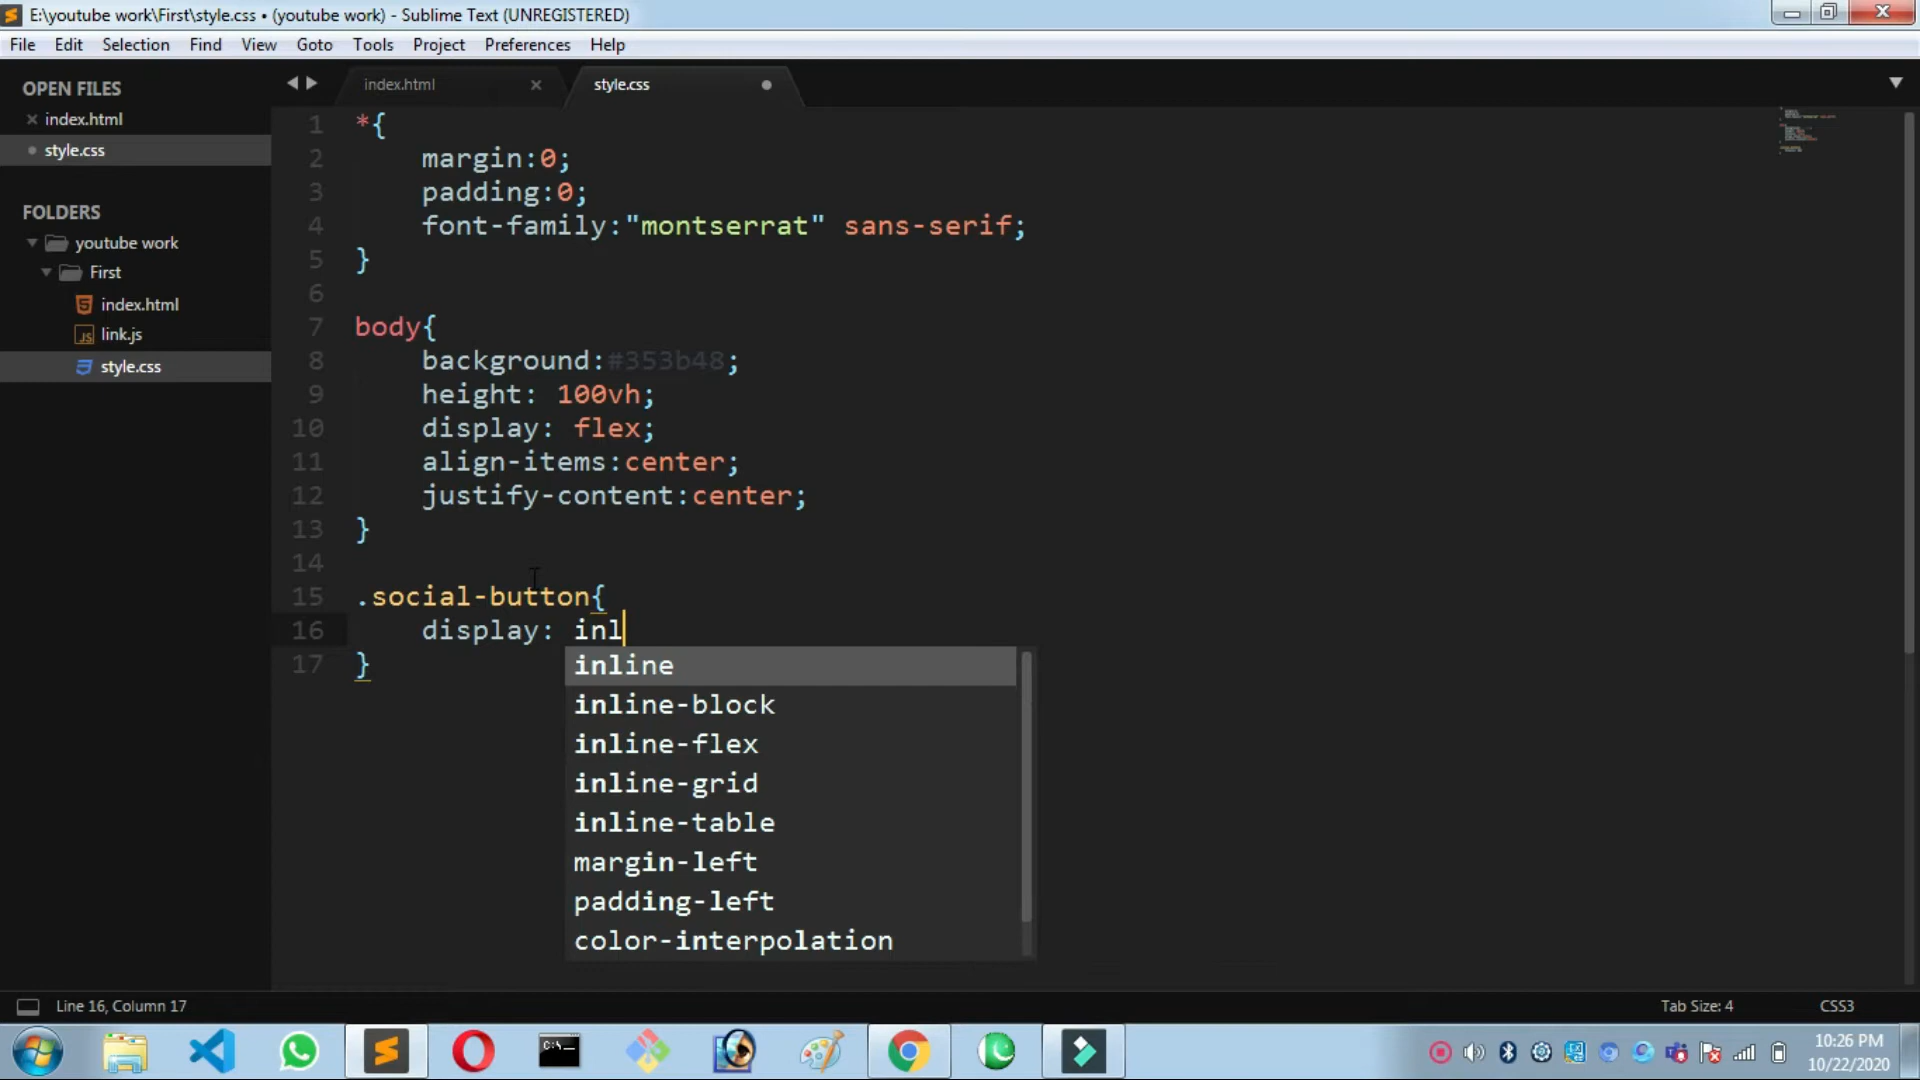 E:\youtube work\First\style.css • (youtube work) - Sublime Text (UNREGISTERED)
File Edit Selection Find View Goto Tools Project Preferences Help
OPEN FILES
index.html
style.css
FOLDERS
youtube work
First
index.html
link.js
style.css
index.html
style.css
1 *{
2 margin:0;
3 padding:0;
4 font-family:"montserrat" sans-serif;
5 }
6
7 body{
8 background:#353b48;
9 height: 100vh;
10 display: flex;
11 align-items:center;
12 justify-content:center;
13 }
14
15 .social-button{
16 display: inl
17 }
inline
inline-block
inline-flex
inline-grid
inline-table
margin-left
padding-left
color-interpolation
Line 16, Column 17
Tab Size: 4
CSS3
C:\_
10:26 PM
10/22/2020